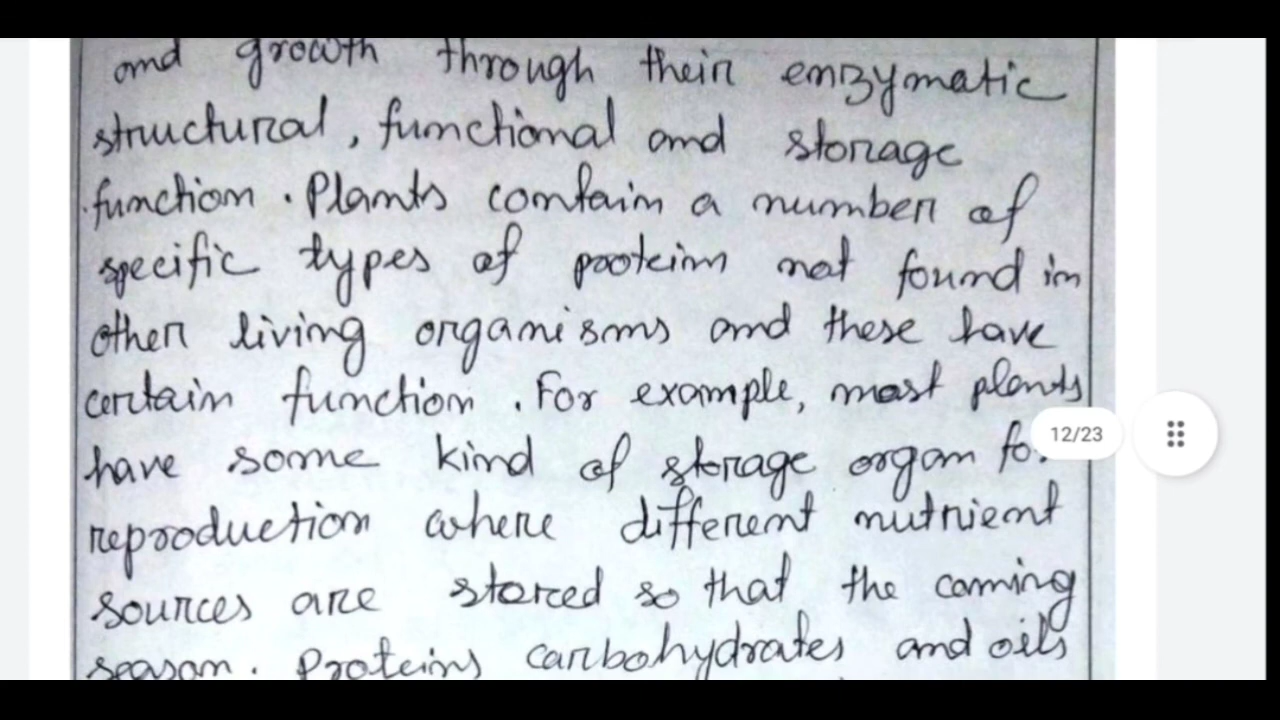 and growth through their enzymatic
structural, functional and storage
function. Plants contain a number of
specific types of protein not found in
other living organisms and these have
certain function. For example, most plants
12/23
have some kind of storage organ for
reproduction where different nutrient
sources are stored so that the coming
season. Proteins carbohydrates and oils